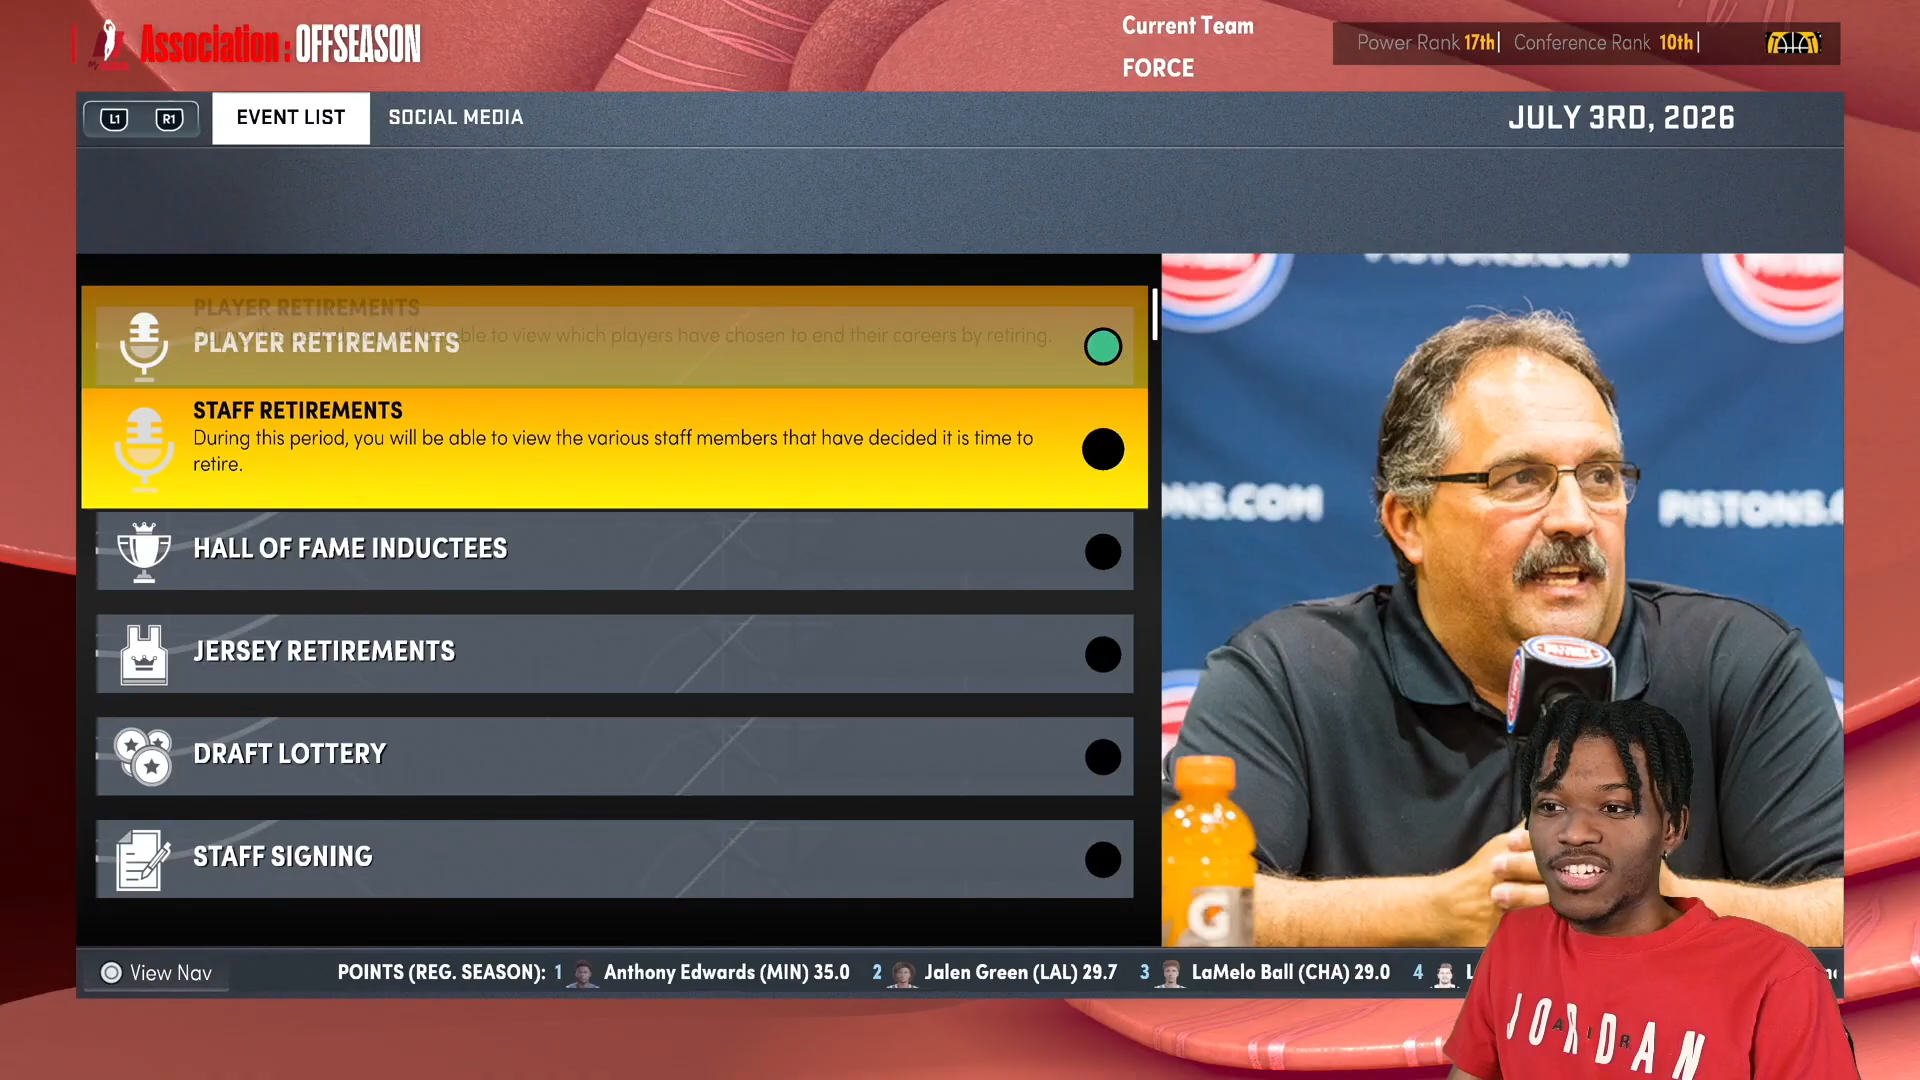 Association : OFFSEASON
Current Team
FORCE
Power Rank 17th| Conference Rank 10th|
L1 R1 EVENT LIST SOCIAL MEDIA
JULY 3RD, 2026
PLAYER RETIREMENTS
ble to view which players have chosen to end their careers by retiring.
PLAYER RETIREMENTS
STAFF RETIREMENTS
During this period, you will be able to view the various staff members that have decided it is time to
retire.
HALL OF FAME INDUCTEES
JERSEY RETIREMENTS
DRAFT LOTTERY
STAFF SIGNING
NS.COM
PISTONS.C
G
View Nav
POINTS (REG. SEASON): 1 Anthony Edwards (MIN) 35.0 2 Jalen Green (LAL) 29.7 3 LaMelo Ball (CHA) 29.0 4 L
JORDAN
AIR